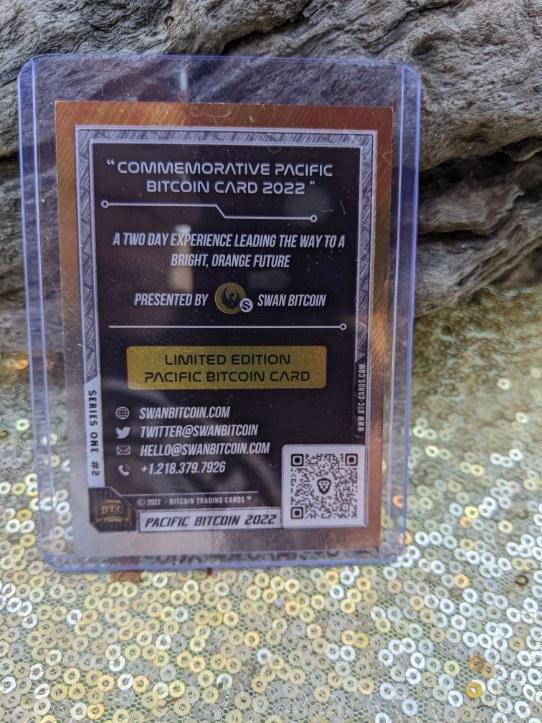 "COMMEMORATIVE PACIFIC
BITCOIN CARD 2022"
A TWO DAY EXPERIENCE LEADING THE WAY TO A
BRIGHT, ORANGE FUTURE
PRESENTED BY S SWAN BITCOIN
LIMITED EDITION
PACIFIC BITCOIN CARD
SWANBITCOIN.COM
TWITTER@SWANBITCOIN
HELLO@SWANBITCOIN.COM
+1.218.379.7926
SERIES ONE #2
WWW.BTC-CARDS.COM
BTC
©2022 - BITCOIN TRADING CARDS™
PACIFIC BITCOIN 2022